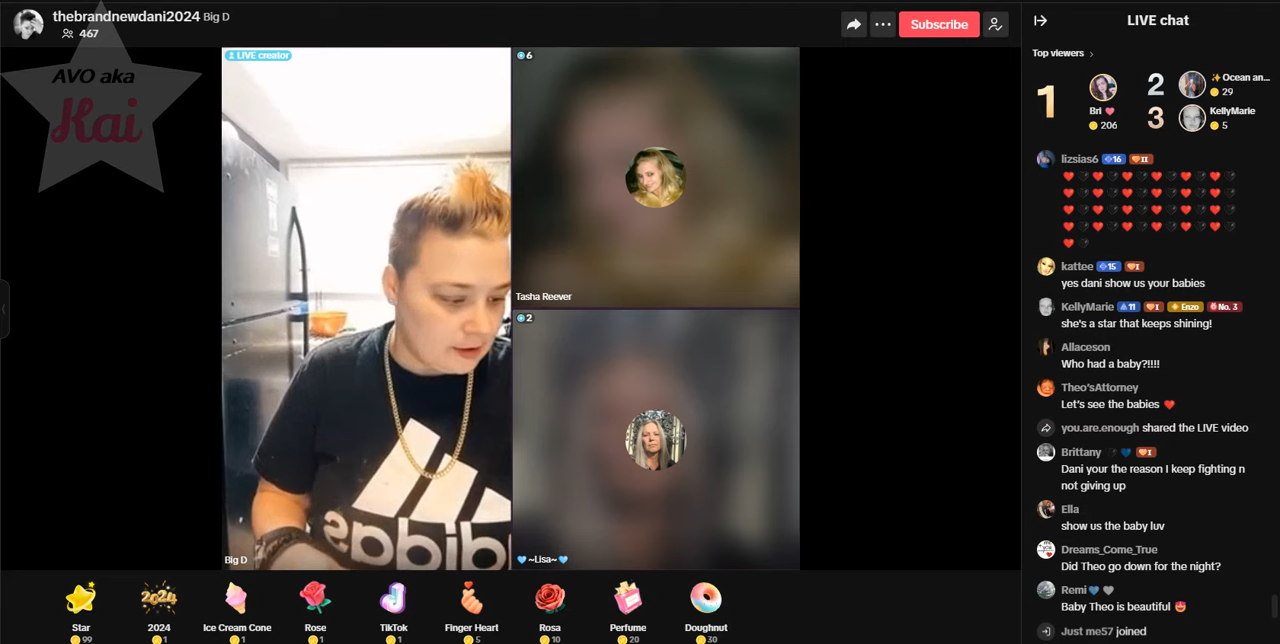 thebrandnewdani2024 Big D
467
Subscribe
AVO aka
Kai
LIVE creator
6
Tasha Reever
2
adidas
Big D
💙~Lisa~💙
Star
99
2024
2024
1
Ice Cream Cone
1
Rose
1
TikTok
1
Finger Heart
5
Rosa
10
Perfume
20
Doughnut
30
LIVE chat
Top viewers >
1
Bri ❤
206
2
✨Ocean an...
29
3
KellyMarie
5
lizsias6 16 II
❤️🖤❤️🖤❤️🖤❤️🖤❤️🖤❤️🖤
❤️🖤❤️🖤❤️🖤❤️🖤❤️🖤❤️🖤
❤️🖤❤️🖤❤️🖤❤️🖤❤️🖤❤️🖤
❤️🖤❤️🖤❤️🖤❤️🖤❤️🖤❤️🖤
❤️🖤
kattee 15 I
yes dani show us your babies
KellyMarie 11 I Enzo No. 3
she's a star that keeps shining!
Allaceson
Who had a baby?!!!!
Theo'sAttorney
Let's see the babies ❤️
you.are.enough shared the LIVE video
Brittany 🖤 💙 I
Dani your the reason I keep fighting n
not giving up
Ella
show us the baby luv
Dreams_Come_True
Did Theo go down for the night?
Remi💙🤍
Baby Theo is beautiful 😍
Just me57 joined